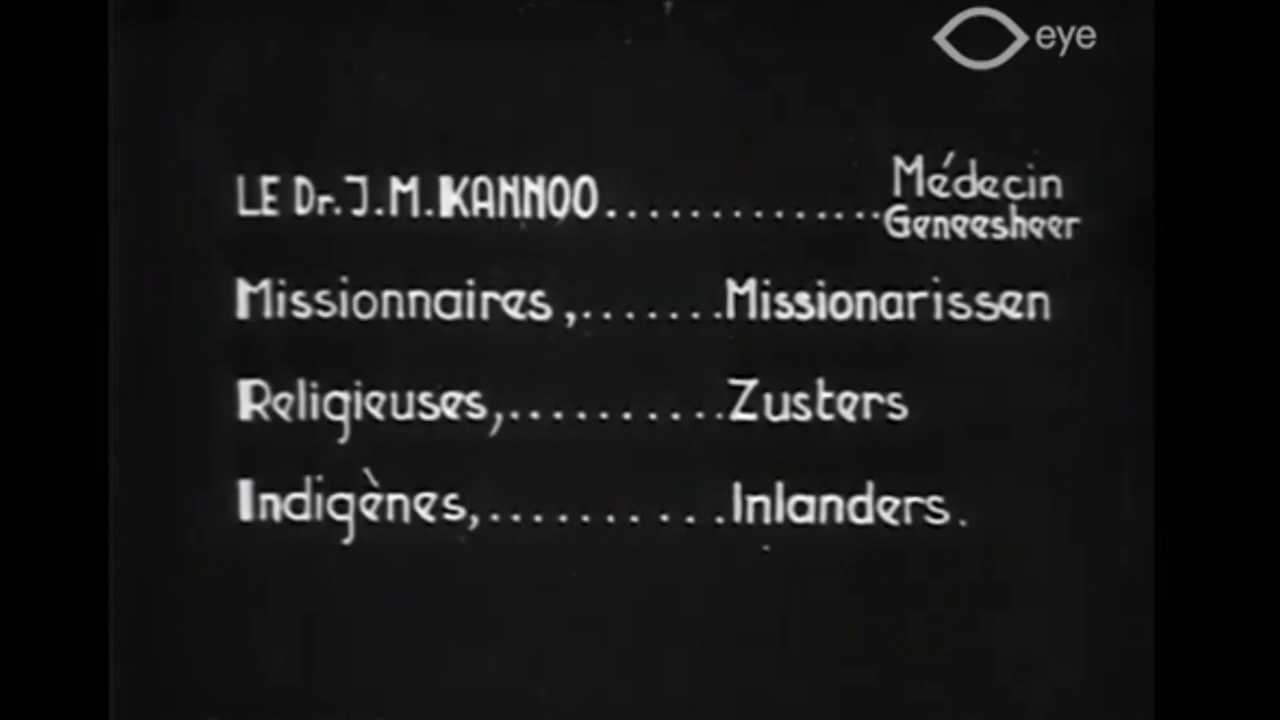 eye
LE Dr. J.M. KANNOO..............Médecin
Geneesheer
Missionnaires,.......Missionarissen
Religieuses,..........Zusters
Indigènes,..........Inlanders.